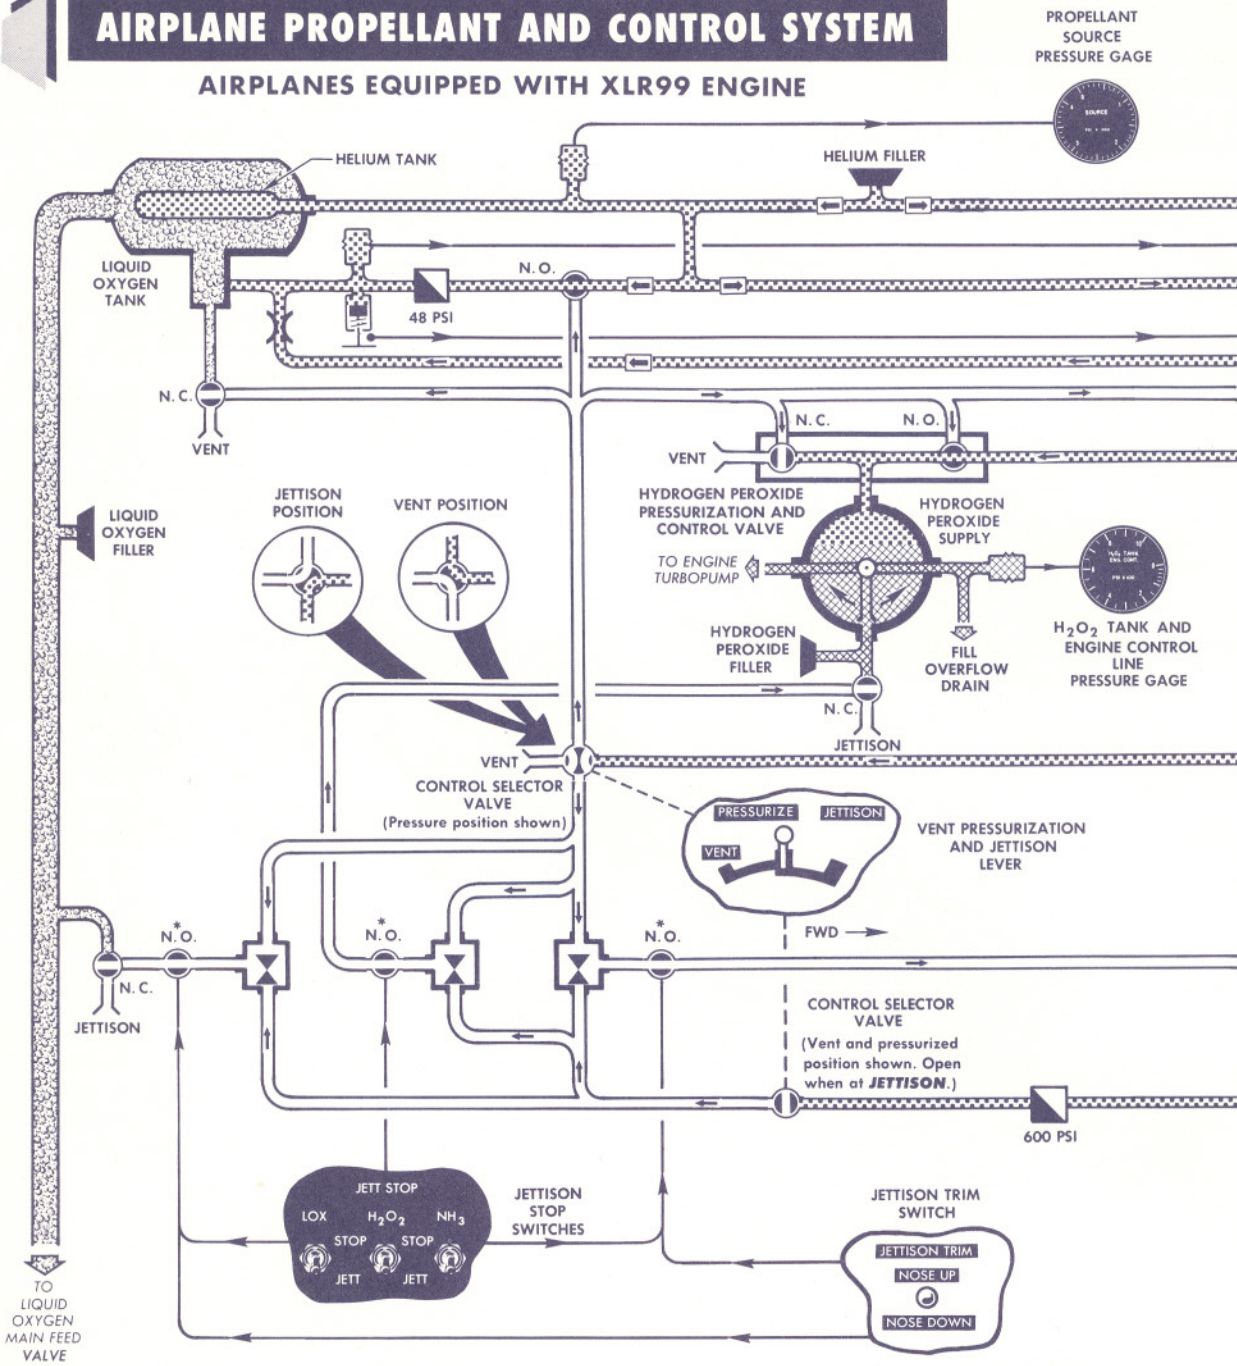 AIRPLANE PROPELLANT AND CONTROL SYSTEM
AIRPLANES EQUIPPED WITH XLR99 ENGINE
PROPELLANT
SOURCE
PRESSURE GAGE
SOURCE
HELIUM TANK
HELIUM FILLER
LIQUID
OXYGEN
TANK
N.O.
48 PSI
N.C.
VENT
N.C.
N.O.
VENT
HYDROGEN PEROXIDE
PRESSURIZATION AND
CONTROL VALVE
HYDROGEN
PEROXIDE
SUPPLY
JETTISON
POSITION
VENT POSITION
LIQUID
OXYGEN
FILLER
TO ENGINE
TURBOPUMP
H₂O₂ TANK
ENG. CONT.
H₂O₂ TANK AND
ENGINE CONTROL
LINE
PRESSURE GAGE
HYDROGEN
PEROXIDE
FILLER
FILL
OVERFLOW
DRAIN
N.C.
JETTISON
VENT
CONTROL SELECTOR
VALVE
(Pressure position shown)
PRESSURIZE
JETTISON
VENT
VENT PRESSURIZATION
AND JETTISON
LEVER
FWD
*
N.O.
*
N.O.
*
N.O.
N.C.
JETTISON
CONTROL SELECTOR
VALVE
(Vent and pressurized
position shown. Open
when at JETTISON.)
600 PSI
JETT STOP
LOX H₂O₂ NH₃
STOP STOP
JETT JETT
JETTISON
STOP
SWITCHES
JETTISON TRIM
SWITCH
JETTISON TRIM
NOSE UP
NOSE DOWN
TO
LIQUID
OXYGEN
MAIN FEED
VALVE